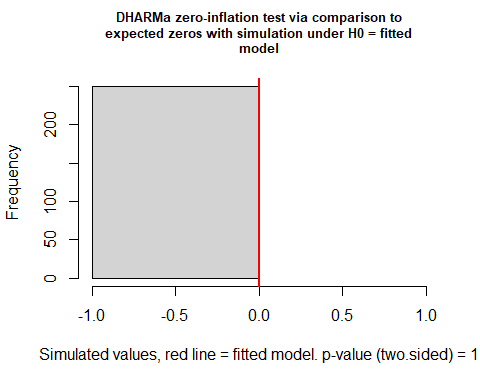 DHARMa zero-inflation test via comparison to
expected zeros with simulation under H0 = fitted
model
Frequency
200
100
50
0
-1.0 -0.5 0.0 0.5 1.0
Simulated values, red line = fitted model. p-value (two.sided) = 1